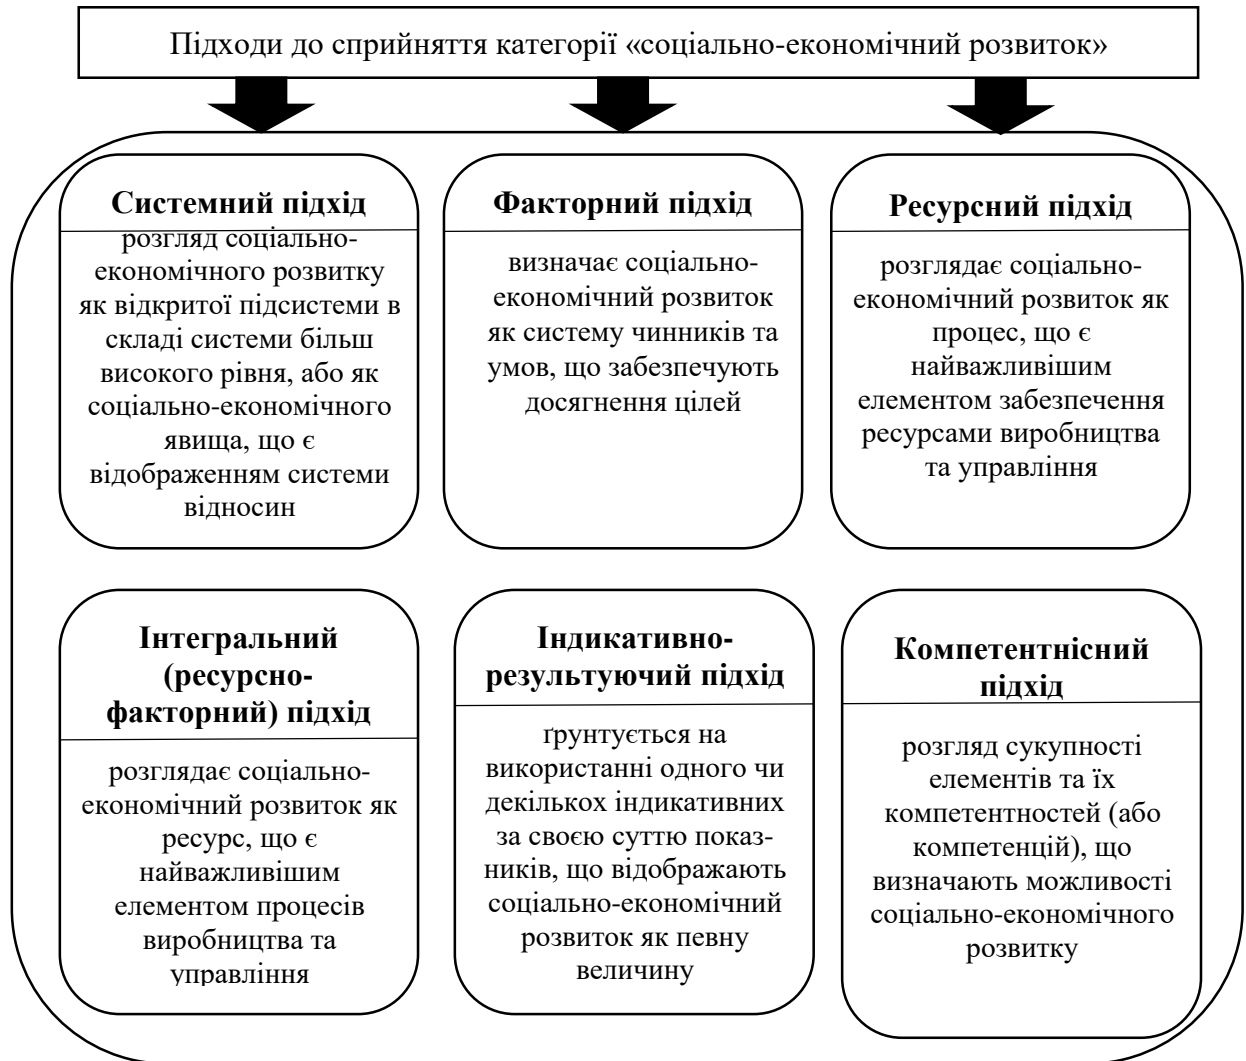 Підходи до сприйняття категорії «соціально-економічний розвиток»
Системний підхід
розгляд соціально-
економічного розвитку
як відкритої підсистеми в
складі системи більш
високого рівня, або як
соціально-економічного
явища, що є
відображенням системи
відносин
Факторний підхід
визначає соціально-
економічний розвиток
як систему чинників та
умов, що забезпечують
досягнення цілей
Ресурсний підхід
розглядає соціально-
економічний розвиток як
процес, що є
найважливішим
елементом забезпечення
ресурсами виробництва
та управління
Інтегральний
(ресурсно-
факторний) підхід
розглядає соціально-
економічний розвиток як
ресурс, що є
найважливішим
елементом процесів
виробництва та
управління
Індикативно-
результуючий підхід
ґрунтується на
використанні одного чи
декількох індикативних
за своєю суттю показ-
ників, що відображають
соціально-економічний
розвиток як певну
величину
Компетентнісний
підхід
розгляд сукупності
елементів та їх
компетентностей (або
компетенцій), що
визначають можливості
соціально-економічного
розвитку